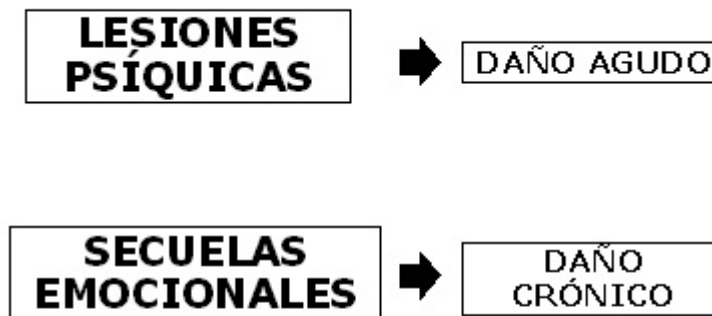 LESIONES
PSÍQUICAS
DAÑO AGUDO
SECUELAS
EMOCIONALES
DAÑO
CRÓNICO